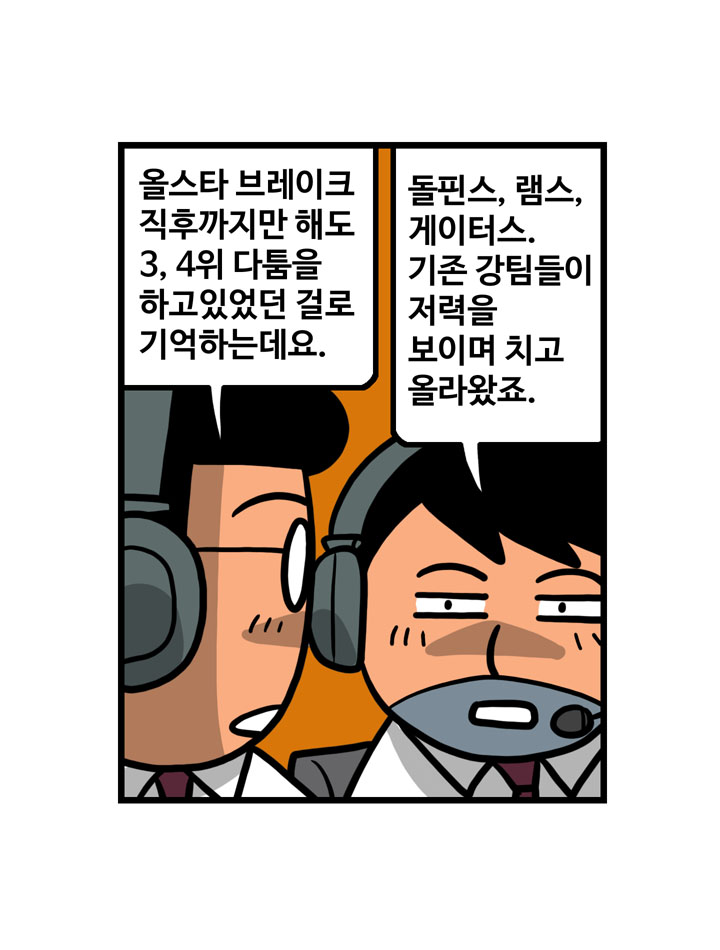 올스타 브레이크
직후까지만 해도
3, 4위 다툼을
하고있었던 걸로
기억하는데요.
돌핀스, 램스,
게이터스.
기존 강팀들이
저력을
보이며 치고
올라왔죠.